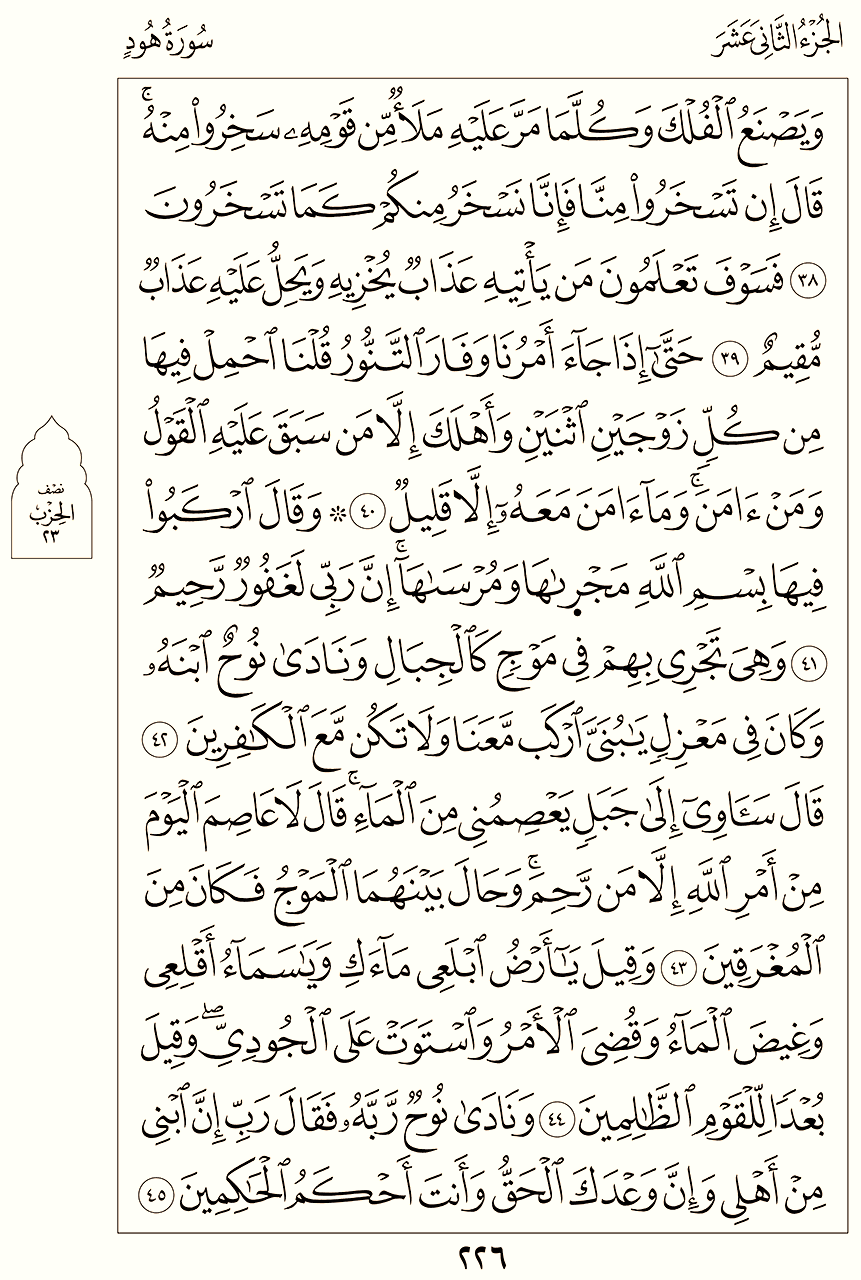 الجُزْءُ الثَّانِي عَشَرَ
سُورَةُ هُودٍ
وَيَصۡنَعُ ٱلۡفُلۡكَ وَكُلَّمَا مَرَّ عَلَيۡهِ مَلَأٞ مِّن قَوۡمِهِۦ سَخِرُواْ مِنۡهُۚ
قَالَ إِن تَسۡخَرُواْ مِنَّا فَإِنَّا نَسۡخَرُ مِنكُمۡ كَمَا تَسۡخَرُونَ
٣٨ فَسَوۡفَ تَعۡلَمُونَ مَن يَأۡتِيهِ عَذَابٞ يُخۡزِيهِ وَيَحِلُّ عَلَيۡهِ عَذَابٞ
مُّقِيمٌ ٣٩ حَتَّىٰٓ إِذَا جَآءَ أَمۡرُنَا وَفَارَ ٱلتَّنُّورُ قُلۡنَا ٱحۡمِلۡ فِيهَا
مِن كُلّٖ زَوۡجَيۡنِ ٱثۡنَيۡنِ وَأَهۡلَكَ إِلَّا مَن سَبَقَ عَلَيۡهِ ٱلۡقَوۡلُ
وَمَنۡ ءَامَنَۚ وَمَآ ءَامَنَ مَعَهُۥٓ إِلَّا قَلِيلٞ ٤٠ ۞ وَقَالَ ٱرۡكَبُواْ
فِيهَا بِسۡمِ ٱللَّهِ مَجۡر۪ىٰهَا وَمُرۡسَىٰهَآۚ إِنَّ رَبِّي لَغَفُورٞ رَّحِيمٞ
٤١ وَهِيَ تَجۡرِي بِهِمۡ فِي مَوۡجٖ كَٱلۡجِبَالِ وَنَادَىٰ نُوحٌ ٱبۡنَهُۥ
وَكَانَ فِي مَعۡزِلٖ يَٰبُنَيَّ ٱرۡكَب مَّعَنَا وَلَا تَكُن مَّعَ ٱلۡكَٰفِرِينَ ٤٢
قَالَ سَـَٔاوِيٓ إِلَىٰ جَبَلٖ يَعۡصِمُنِي مِنَ ٱلۡمَآءِۚ قَالَ لَا عَاصِمَ ٱلۡيَوۡمَ
مِنۡ أَمۡرِ ٱللَّهِ إِلَّا مَن رَّحِمَۚ وَحَالَ بَيۡنَهُمَا ٱلۡمَوۡجُ فَكَانَ مِنَ
ٱلۡمُغۡرَقِينَ ٤٣ وَقِيلَ يَٰٓأَرۡضُ ٱبۡلَعِي مَآءَكِ وَيَٰسَمَآءُ أَقۡلِعِي
وَغِيضَ ٱلۡمَآءُ وَقُضِيَ ٱلۡأَمۡرُ وَٱسۡتَوَتۡ عَلَى ٱلۡجُودِيِّۖ وَقِيلَ
بُعۡدٗا لِّلۡقَوۡمِ ٱلظَّٰلِمِينَ ٤٤ وَنَادَىٰ نُوحٞ رَّبَّهُۥ فَقَالَ رَبِّ إِنَّ ٱبۡنِي
مِنۡ أَهۡلِي وَإِنَّ وَعۡدَكَ ٱلۡحَقُّ وَأَنتَ أَحۡكَمُ ٱلۡحَٰكِمِينَ ٤٥
نصف
الحزب
٢٣
٢٢٦